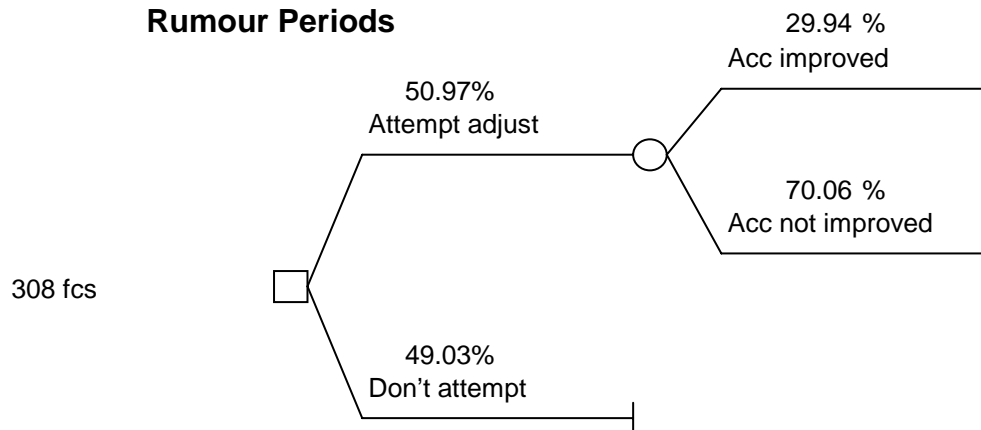 Rumour Periods
29.94 %
Acc improved
50.97%
Attempt adjust
70.06 %
Acc not improved
308 fcs
49.03%
Don’t attempt